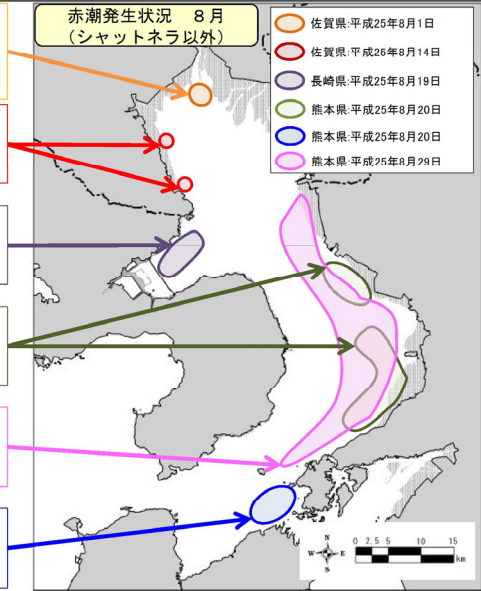 赤潮発生状況 8月
(シャットネラ以外)
佐賀県:平成25年8月1日
佐賀県:平成25年8月14日
長崎県:平成25年8月19日
熊本県:平成25年8月20日
熊本県:平成25年8月20日
熊本県:平成25年8月29日
N
W E
S
0 2.5 5 10 15
km